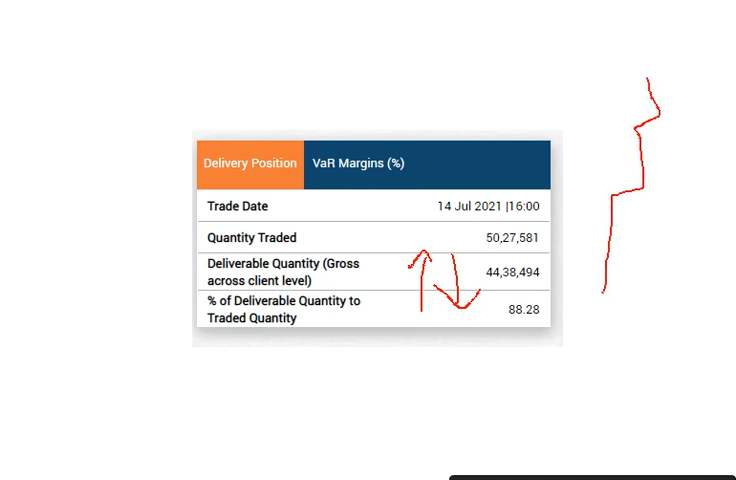 Delivery Position VaR Margins (%)
Trade Date 14 Jul 2021 |16:00
Quantity Traded 50,27,581
Deliverable Quantity (Gross
across client level) 44,38,494
% of Deliverable Quantity to
Traded Quantity 88.28